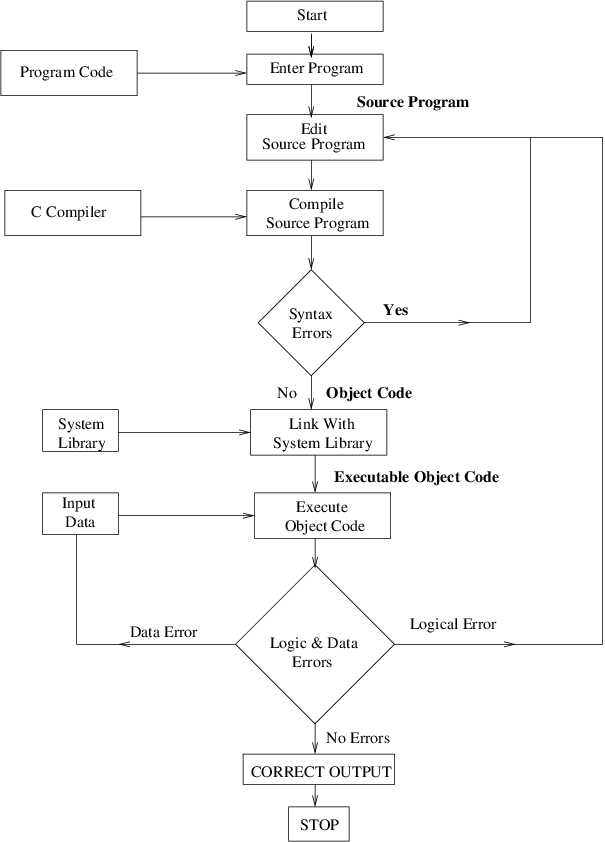 Start
Program Code
Enter Program
Source Program
Edit
Source Program
C Compiler
Compile
Source Program
Syntax
Errors
Yes
No
Object Code
System
Library
Link With
System Library
Executable Object Code
Input
Data
Execute
Object Code
Data Error
Logic & Data
Errors
Logical Error
No Errors
CORRECT OUTPUT
STOP